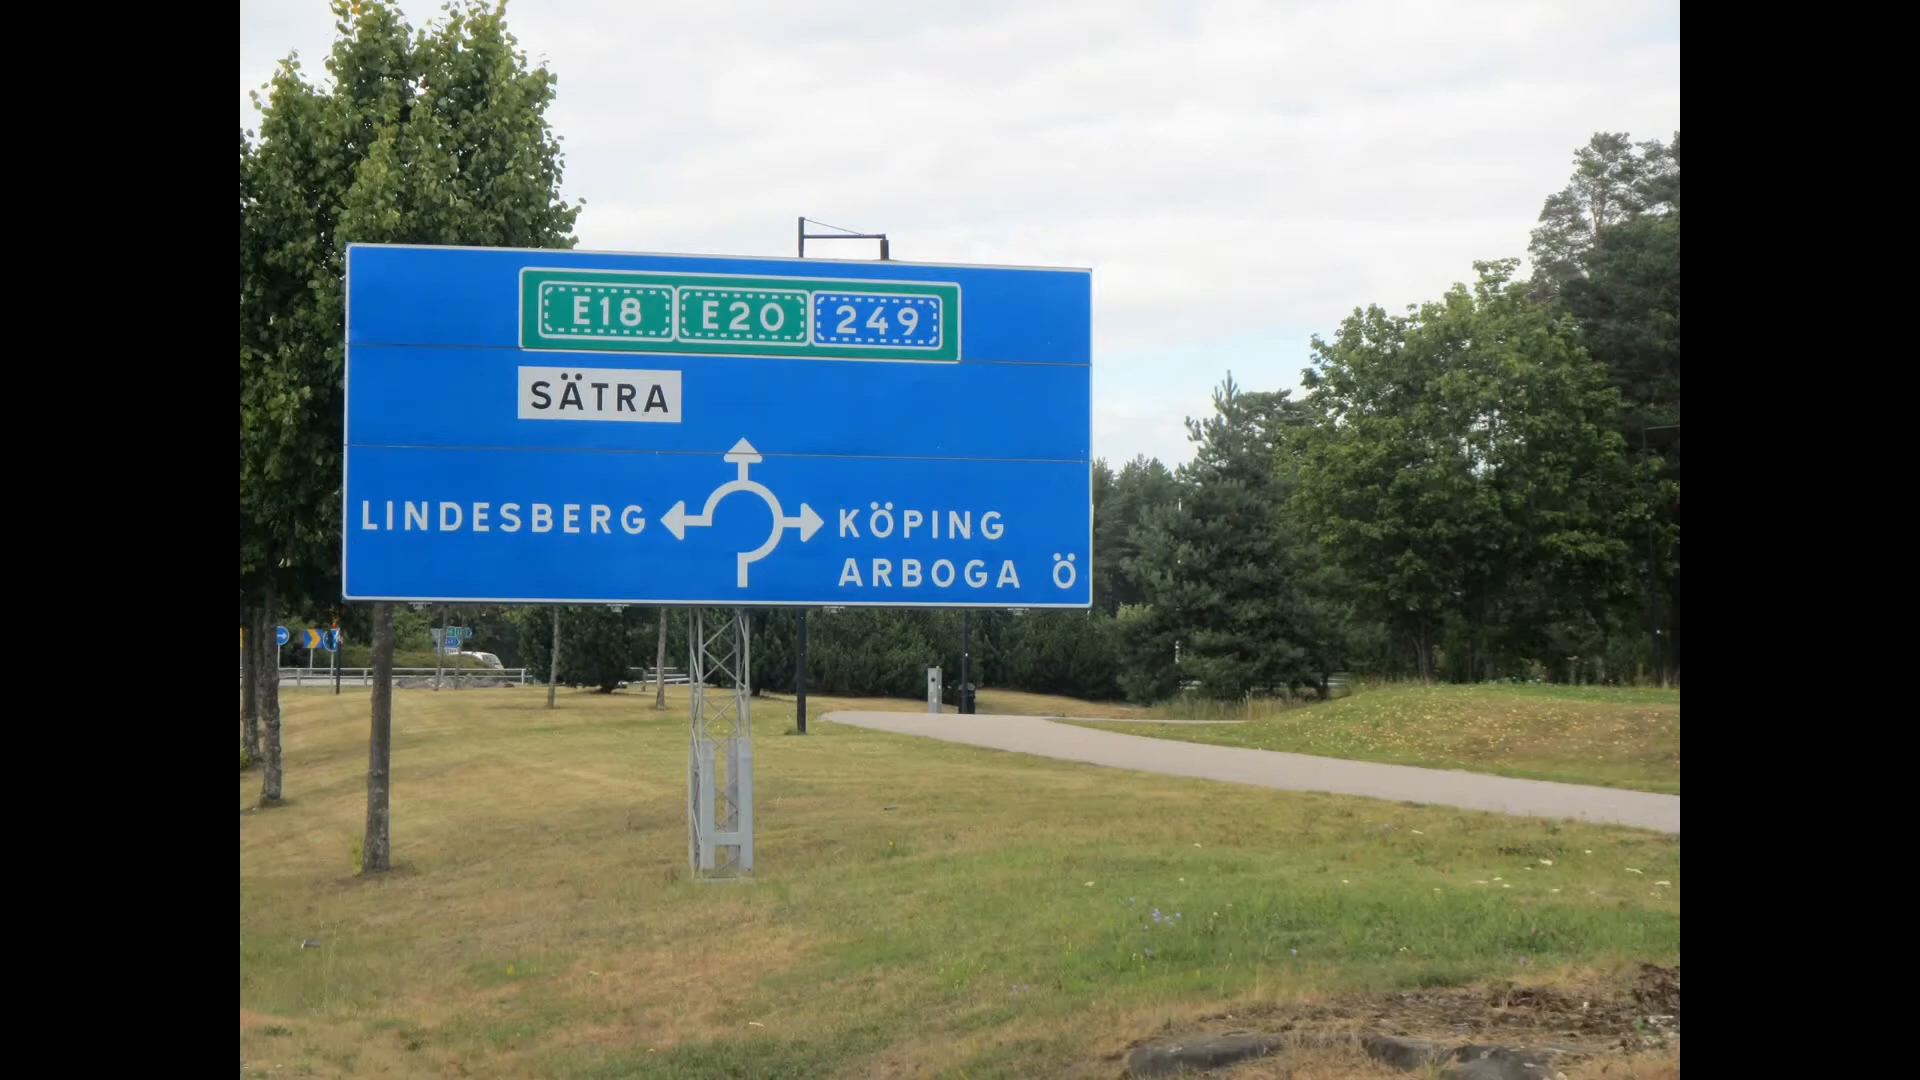 E18 E20 249
SÄTRA
LINDESBERG
KÖPING
ARBOGA Ö